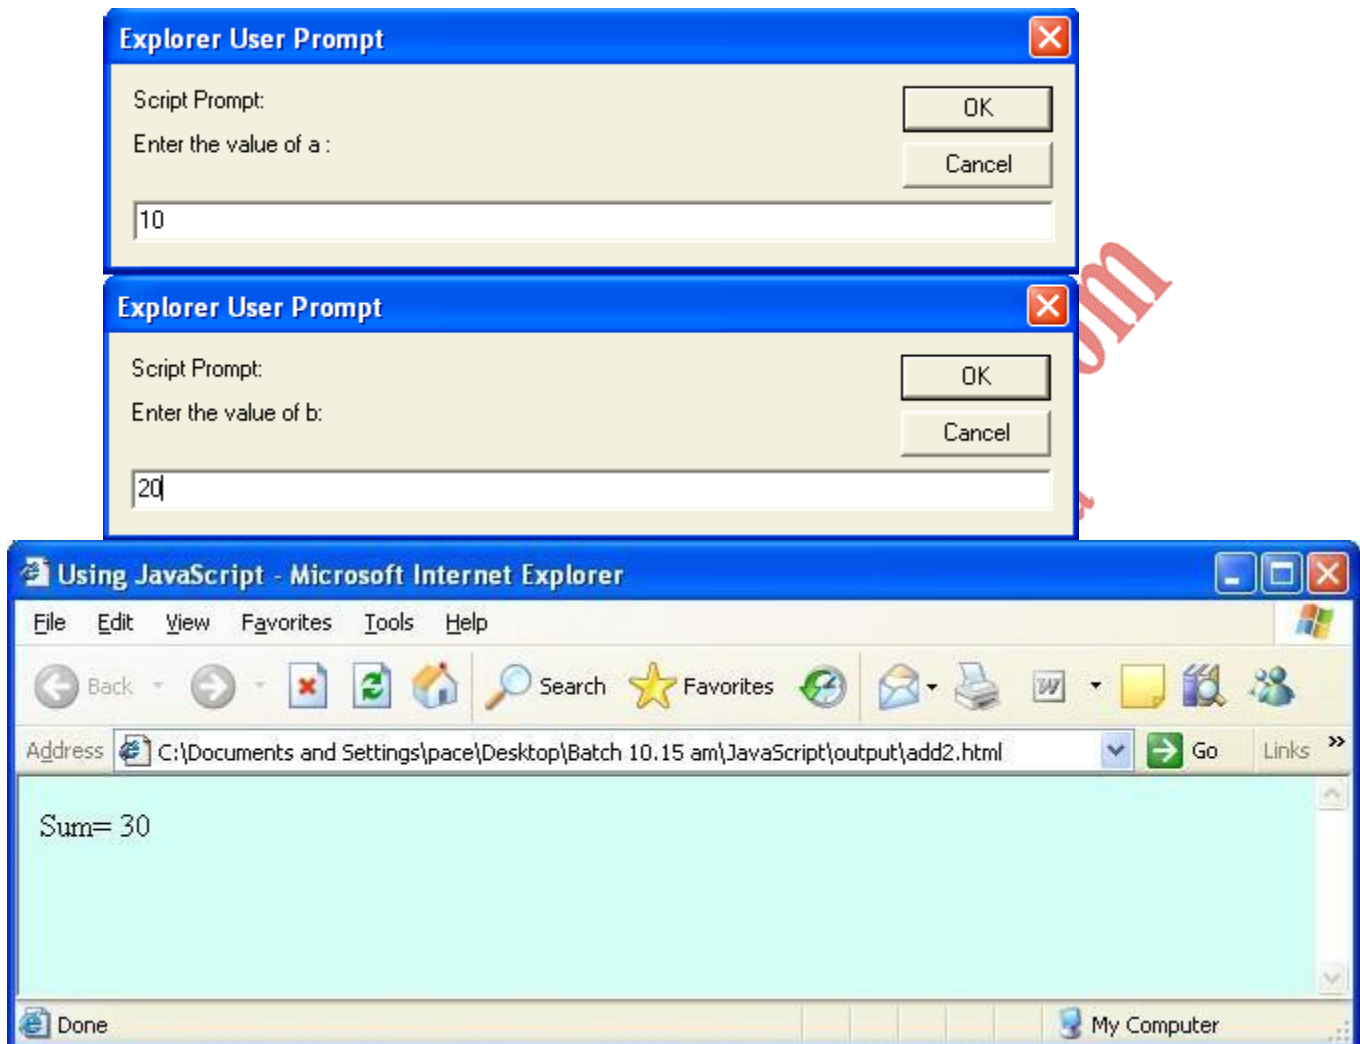 Explorer User Prompt
Script Prompt:
OK
Enter the value of a :
Cancel
10
Explorer User Prompt
Script Prompt:
OK
Enter the value of b:
Cancel
20
Using JavaScript - Microsoft Internet Explorer
File Edit View Favorites Tools Help
Back Search Favorites W
Address C:\Documents and Settings\pace\Desktop\Batch 10.15 am\JavaScript\output\add2.html Go Links »
Sum= 30
Done My Computer